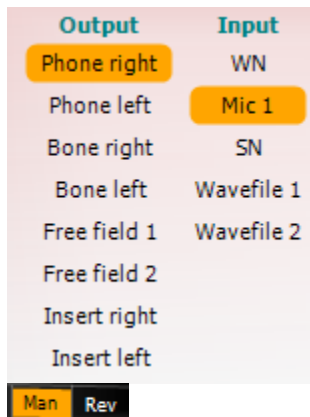 Output Input
Phone right WN
Phone left Mic 1
Bone right SN
Bone left Wavefile 1
Free field 1 Wavefile 2
Free field 2
Insert right
Insert left
Man Rev